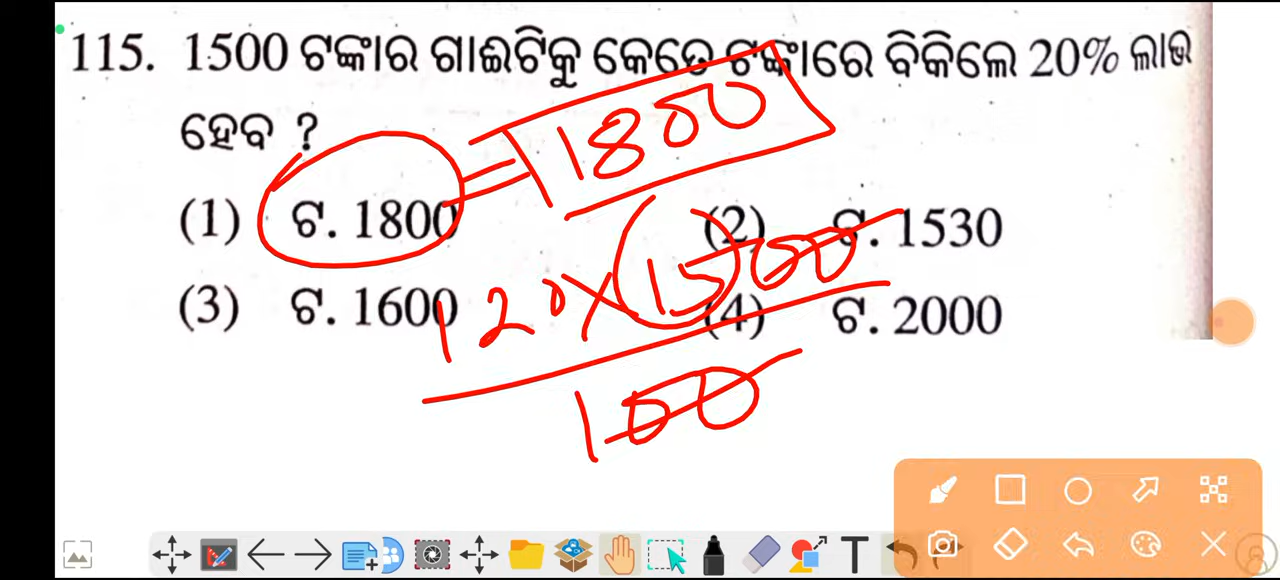 115. 1500 ଟଙ୍କାର ଗାଈଟିକୁ କେତେ ଟଙ୍କାରେ ବିକିଲେ 20% ଲାଭ
ହେବ ?
= 1800
(1) ଟ. 1800 (2) ଟ. 1530
120 × 1500
(3) ଟ. 1600 (4) ଟ. 2000
100
T